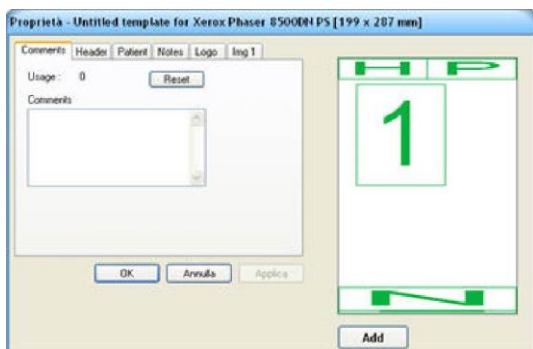 Proprietà - Untitled template for Xerox Phaser 8500DN PS [199 x 287 mm]
Comments Header Patient Notes Logo Img 1
Usage : 0 Reset
Comments
OK Annulla Applica
H P
1
N
Add